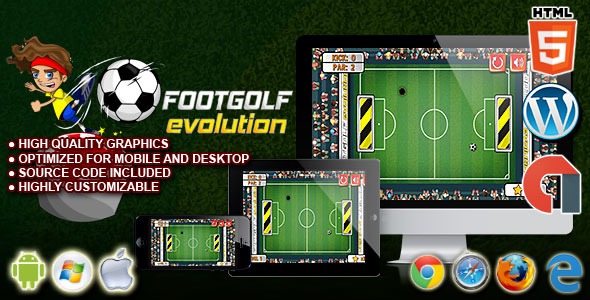 HTML
5
FOOTGOLF
evolution
• HIGH QUALITY GRAPHICS
• OPTIMIZED FOR MOBILE AND DESKTOP
• SOURCE CODE INCLUDED
• HIGHLY CUSTOMIZABLE
KICK: 0
PAR: 2